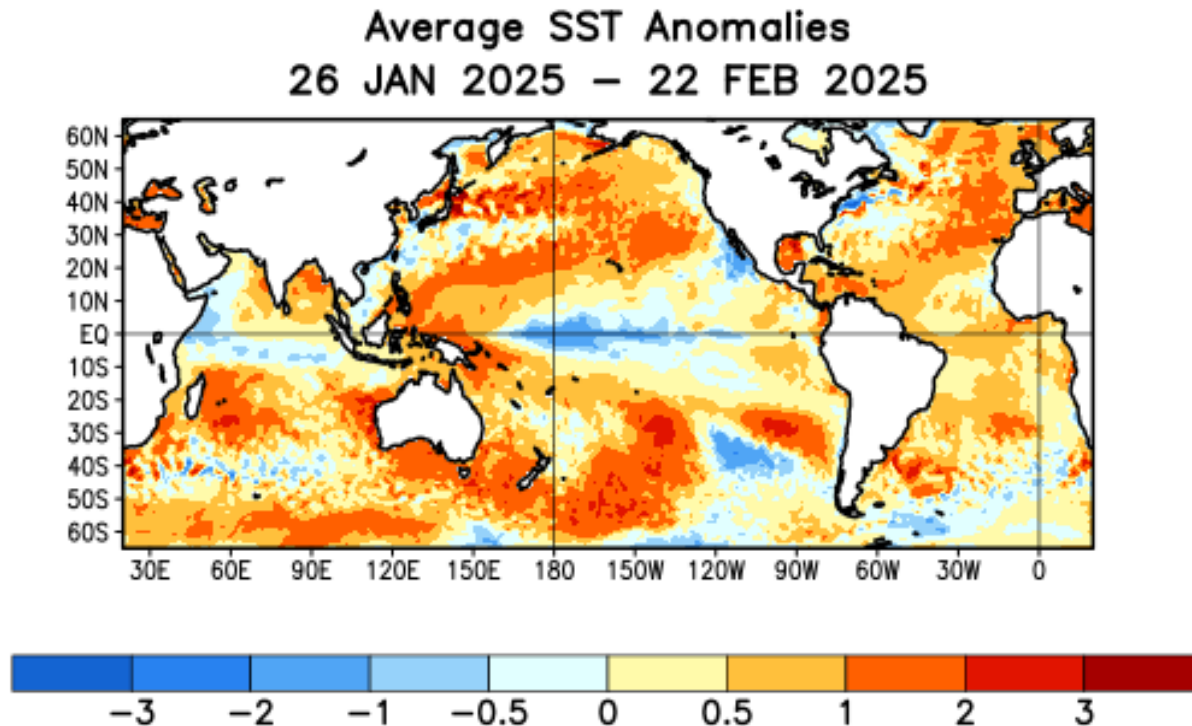 Average SST Anomalies
26 JAN 2025 – 22 FEB 2025
60N
50N
40N
30N
20N
10N
EQ
10S
20S
30S
40S
50S
60S
30E 60E 90E 120E 150E 180 150W 120W 90W 60W 30W 0
-3 -2 -1 -0.5 0 0.5 1 2 3